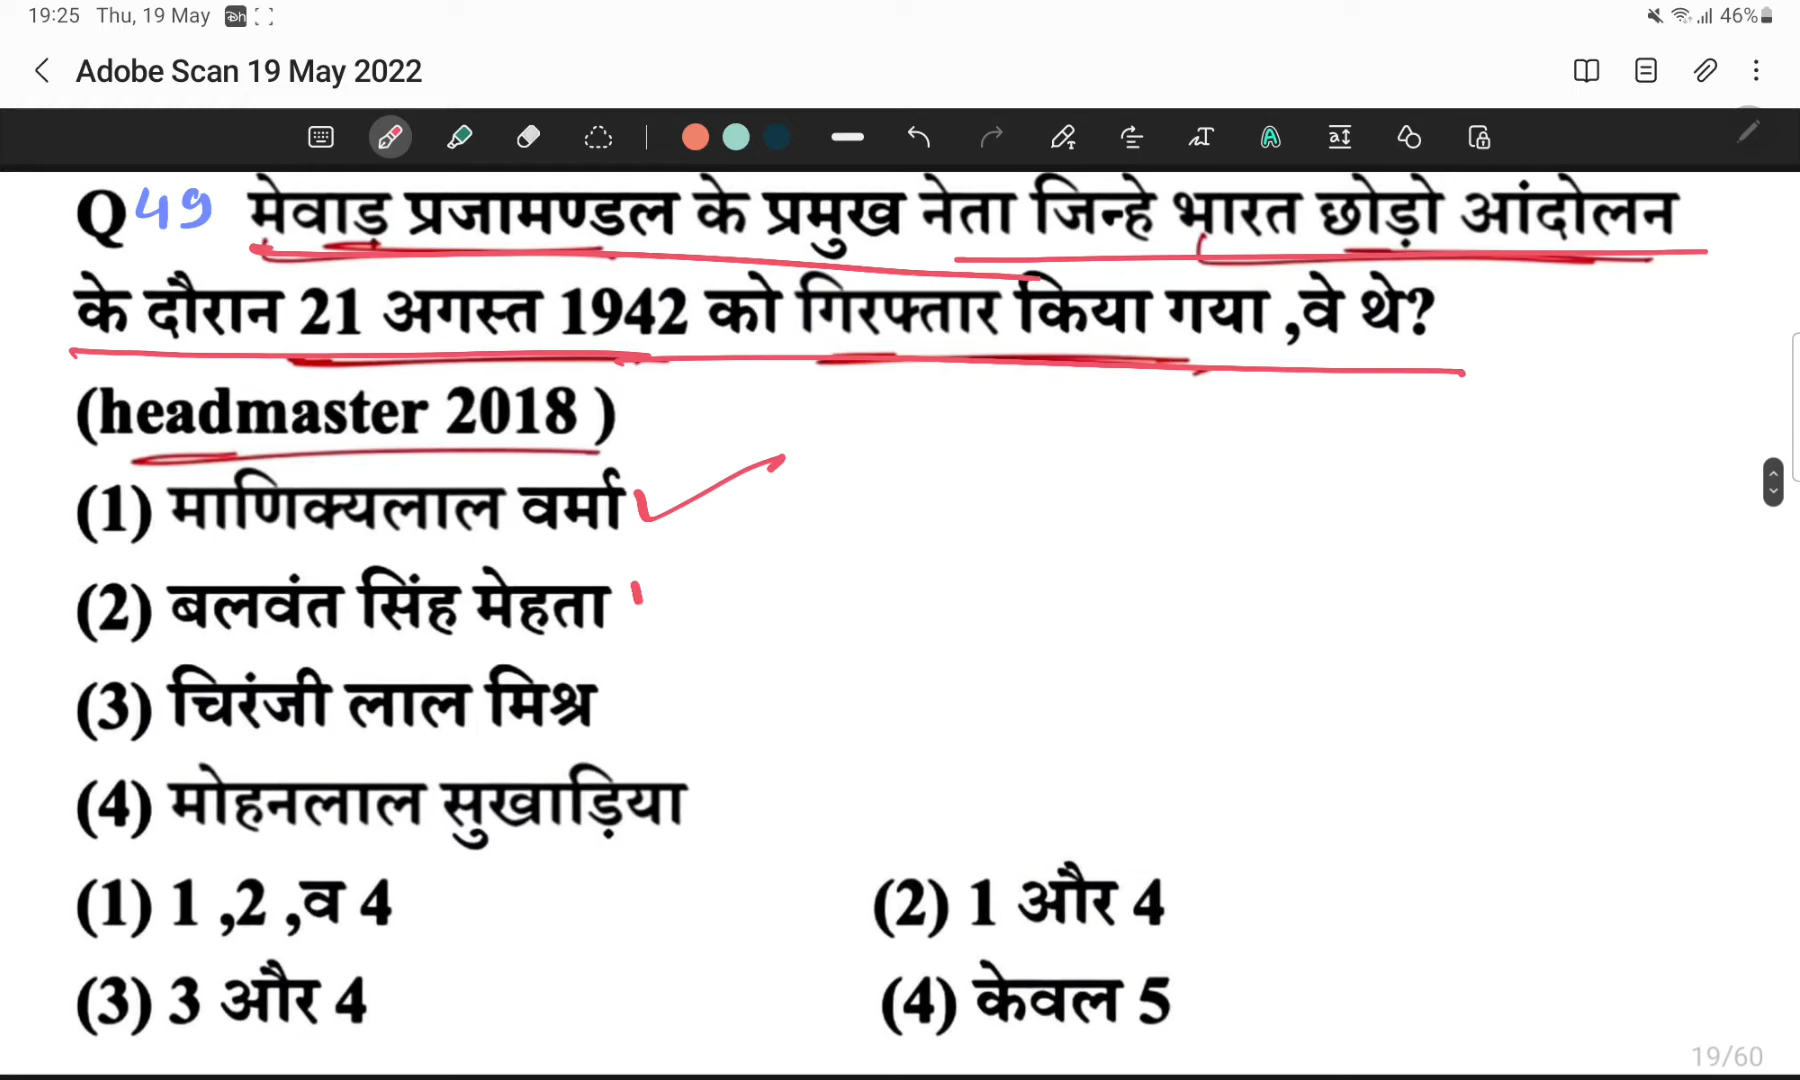 19:25 Thu, 19 May
46%
Adobe Scan 19 May 2022
Q 49 मेवाड़ प्रजामण्डल के प्रमुख नेता जिन्हे भारत छोड़ो आंदोलन
के दौरान 21 अगस्त 1942 को गिरफ्तार किया गया ,वे थे?
(headmaster 2018 )
(1) माणिक्यलाल वर्मा
(2) बलवंत सिंह मेहता
(3) चिरंजी लाल मिश्र
(4) मोहनलाल सुखाड़िया
(1) 1 ,2 ,व 4 (2) 1 और 4
(3) 3 और 4 (4) केवल 5
19/60